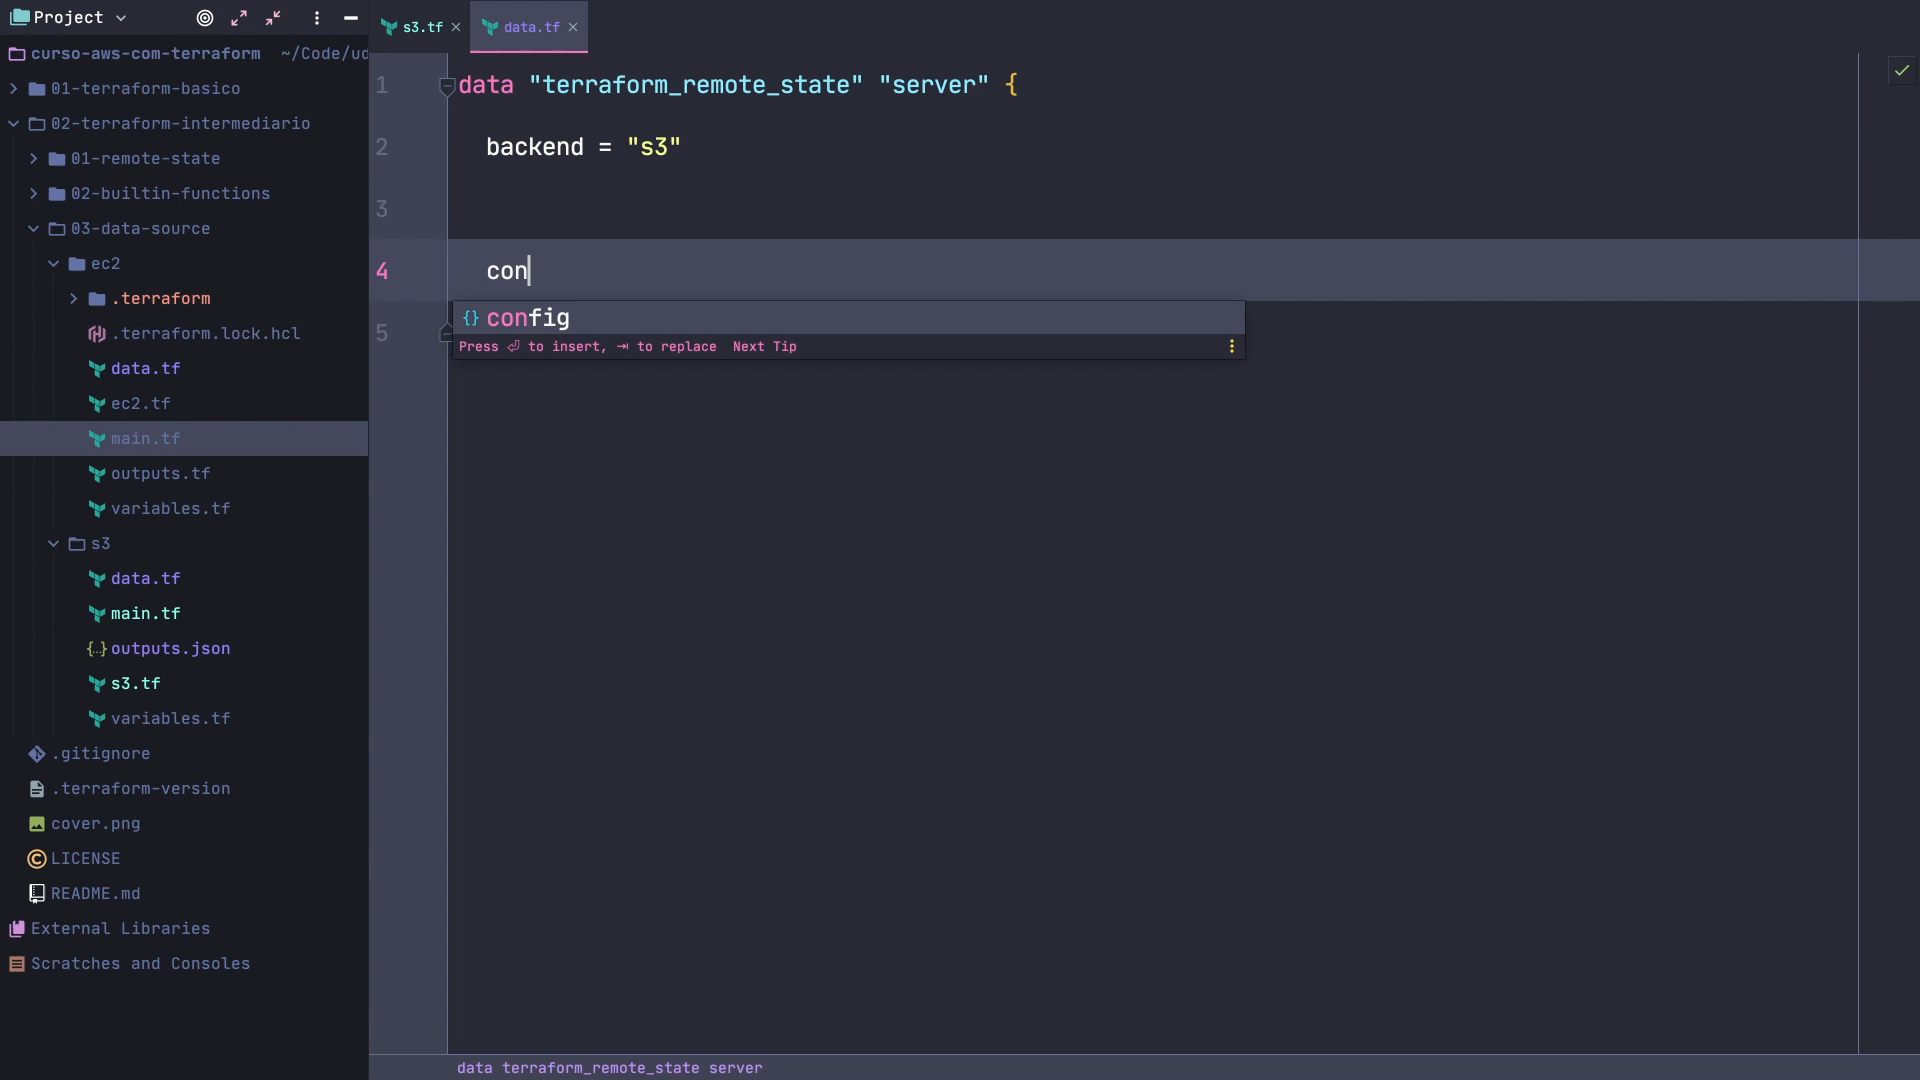 Project
curso-aws-com-terraform ~/Code/ud
01-terraform-basico
02-terraform-intermediario
01-remote-state
02-builtin-functions
03-data-source
ec2
.terraform
.terraform.lock.hcl
data.tf
ec2.tf
main.tf
outputs.tf
variables.tf
s3
data.tf
main.tf
outputs.json
s3.tf
variables.tf
.gitignore
.terraform-version
cover.png
LICENSE
README.md
External Libraries
Scratches and Consoles
s3.tf
data.tf
1 data "terraform_remote_state" "server" {
2 backend = "s3"
3
4 con
5
{} config
Press ⏎ to insert, ⇥ to replace Next Tip
data terraform_remote_state server